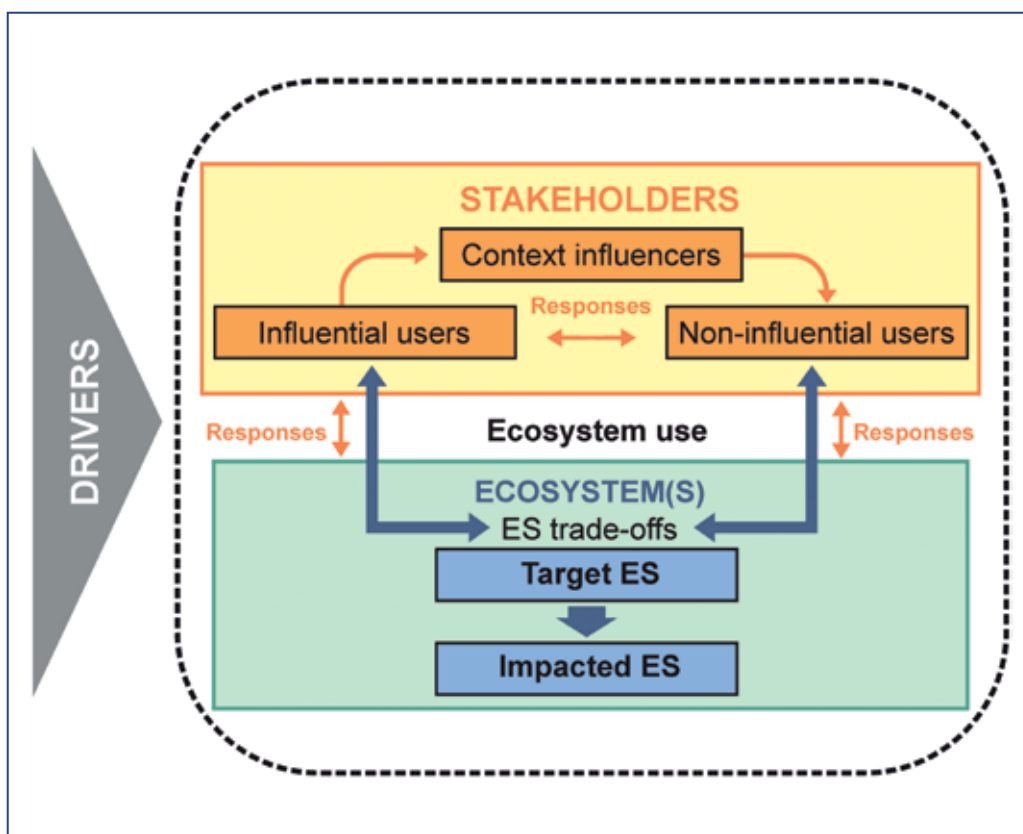 DRIVERS
STAKEHOLDERS
Context influencers
Responses
Influential users
Non-influential users
Responses
Ecosystem use
Responses
ECOSYSTEM(S)
ES trade-offs
Target ES
Impacted ES